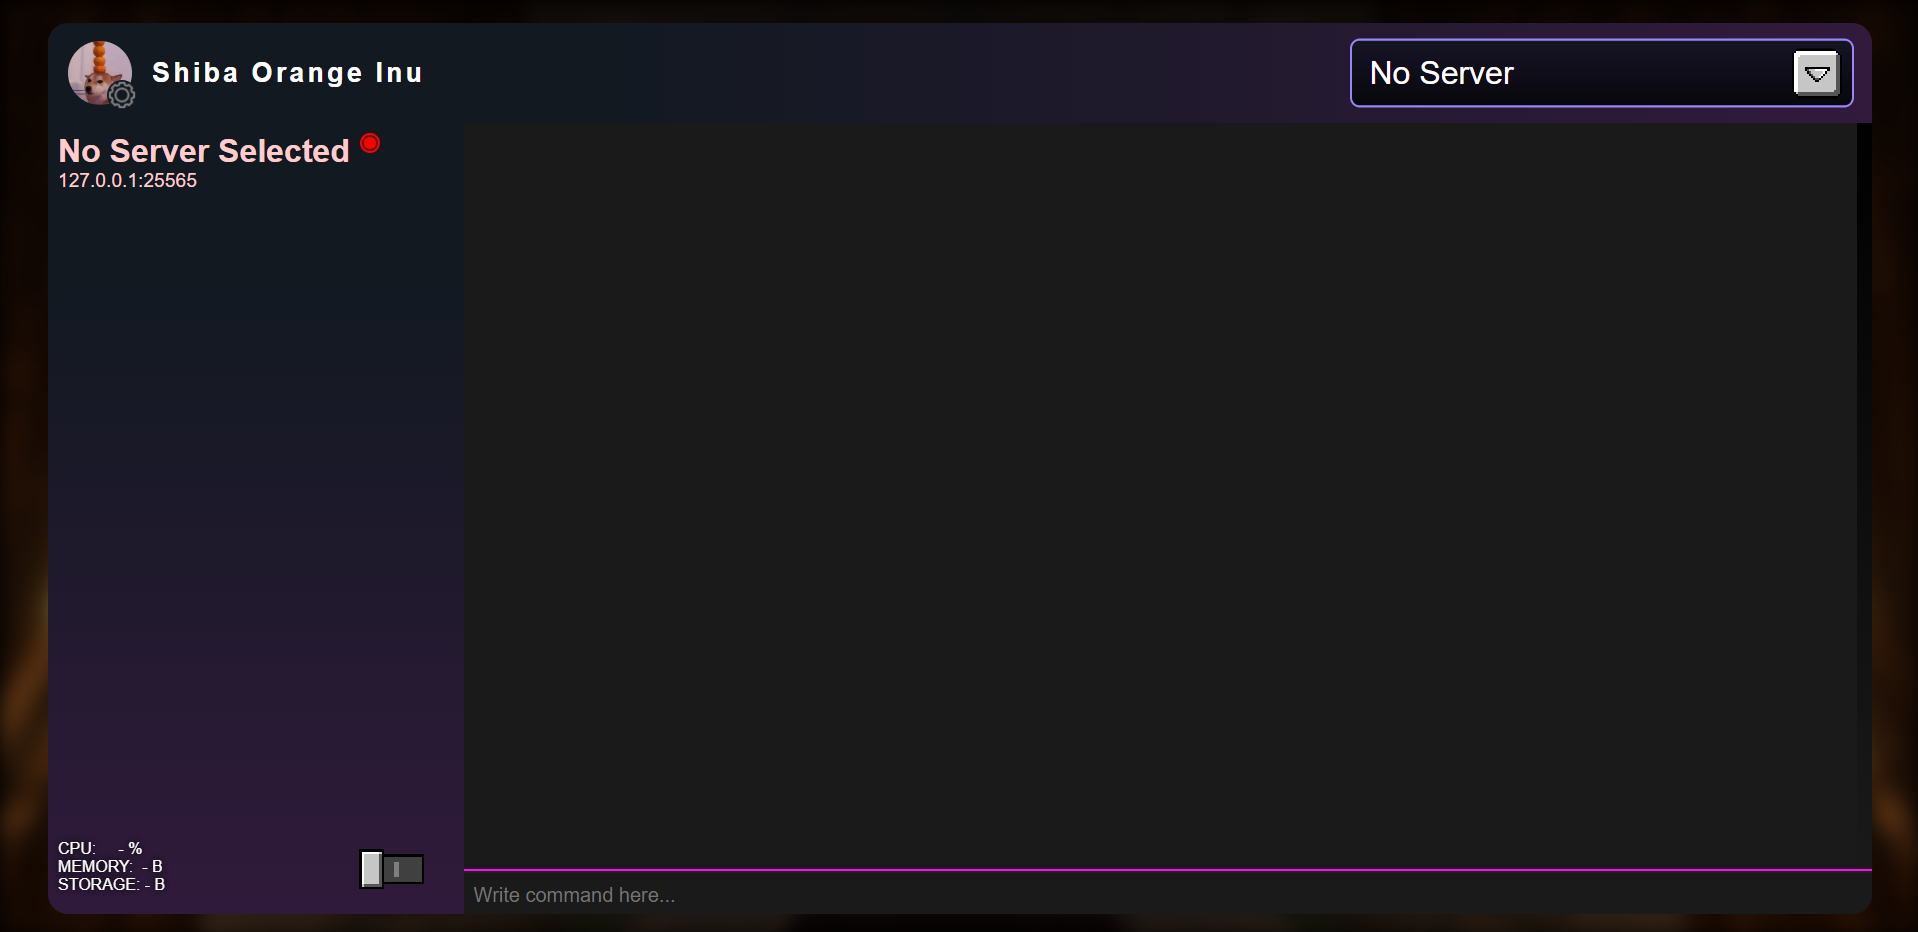 Shiba Orange Inu
No Server
No Server Selected
127.0.0.1:25565
CPU: - %
MEMORY: - B
STORAGE: - B
Write command here...